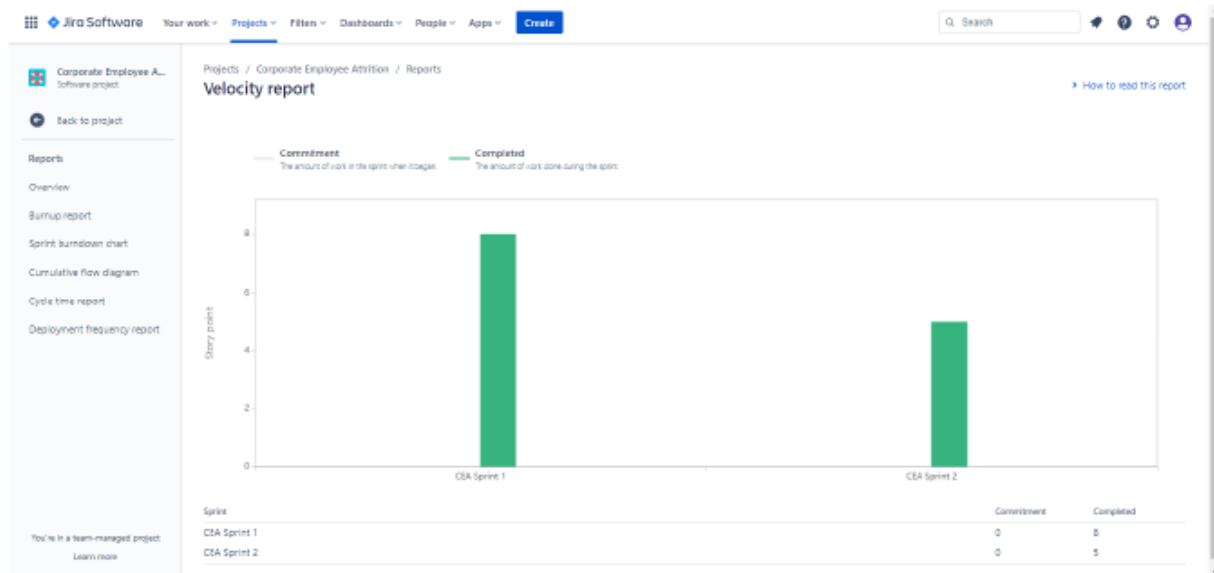 Jira Software Your work Projects Filters Dashboards People Apps Create Search
Corporate Employee A...
Software project
Back to project
Reports
Overview
Burnup report
Sprint burndown chart
Cumulative flow diagram
Cycle time report
Deployment frequency report
You're in a team-managed project
Learn more
Projects / Corporate Employee Attrition / Reports
Velocity report
How to read this report
Commitment
The amount of work in the sprint when it began.
Completed
The amount of work done during the sprint.
Story point
8
6
4
2
0
CEA Sprint 1 CEA Sprint 2
Sprint Commitment Completed
CEA Sprint 1 0 8
CEA Sprint 2 0 5